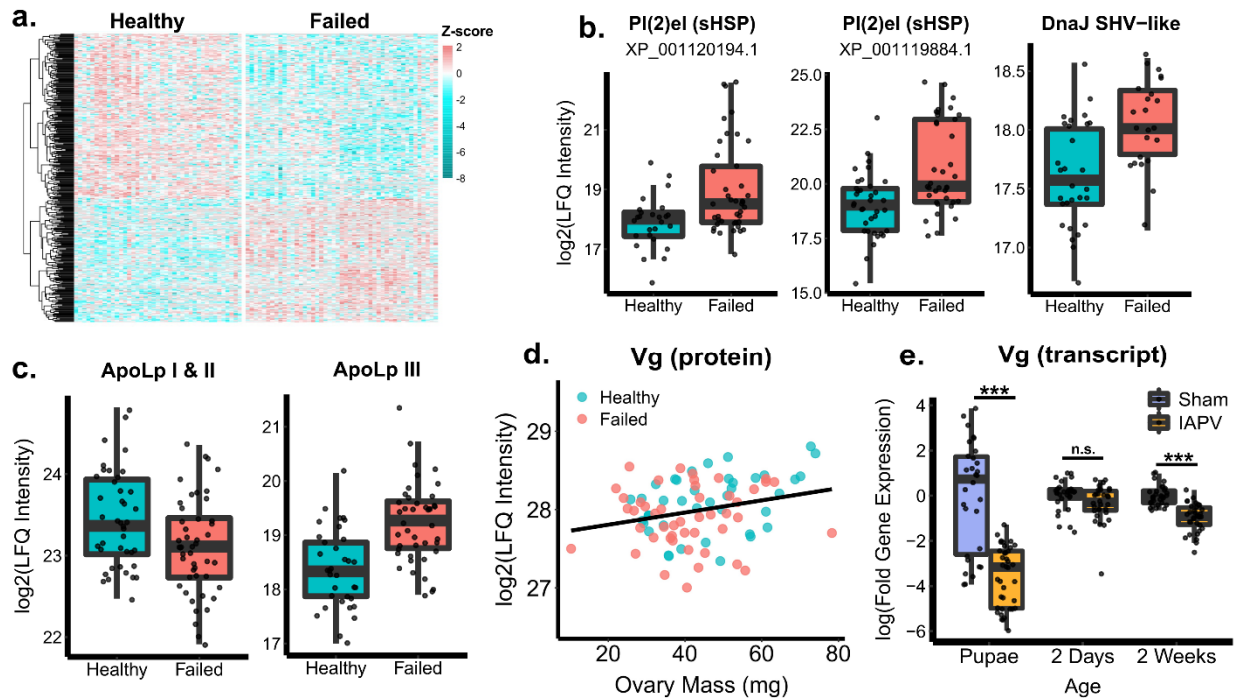 a.
Healthy
Failed
Z-score
2
0
-2
-4
-6
-8
b.
Pl(2)el (sHSP)
XP_001120194.1
log2(LFQ Intensity)
21
19
17
Healthy
Failed
Pl(2)el (sHSP)
XP_001119884.1
25.0
22.5
20.0
17.5
15.0
Healthy
Failed
DnaJ SHV-like
18.5
18.0
17.5
17.0
Healthy
Failed
c.
ApoLp I & II
log2(LFQ Intensity)
24
23
22
Healthy
Failed
ApoLp III
21
20
19
18
17
Healthy
Failed
d.
Vg (protein)
Healthy
Failed
log2(LFQ Intensity)
29
28
27
20
40
60
80
Ovary Mass (mg)
e.
Vg (transcript)
Sham
IAPV
***
n.s.
***
log(Fold Gene Expression)
4
2
0
-2
-4
-6
Pupae
2 Days
2 Weeks
Age